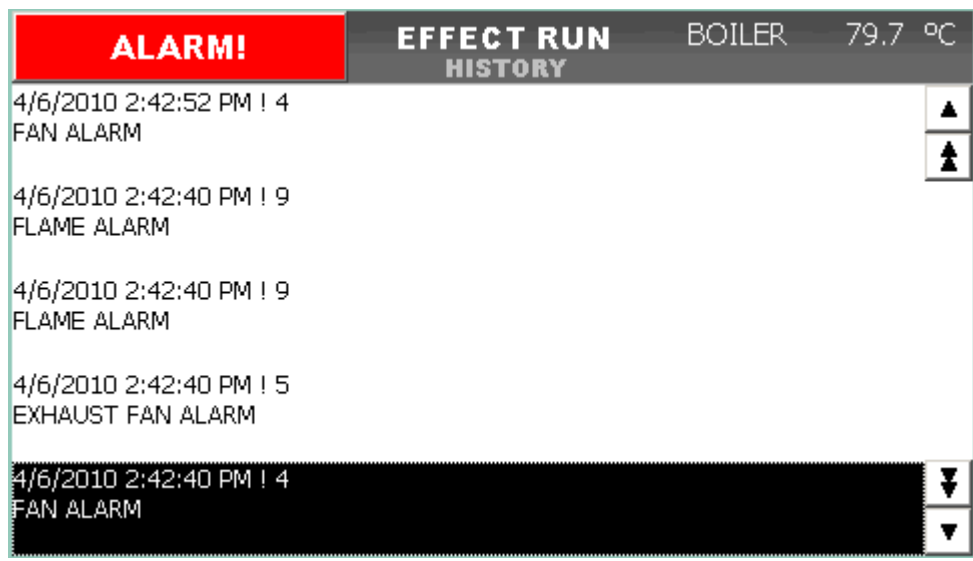 ALARM!
EFFECT RUN
HISTORY
BOILER 79.7 ºC
4/6/2010 2:42:52 PM ! 4
FAN ALARM
4/6/2010 2:42:40 PM ! 9
FLAME ALARM
4/6/2010 2:42:40 PM ! 9
FLAME ALARM
4/6/2010 2:42:40 PM ! 5
EXHAUST FAN ALARM
4/6/2010 2:42:40 PM ! 4
FAN ALARM